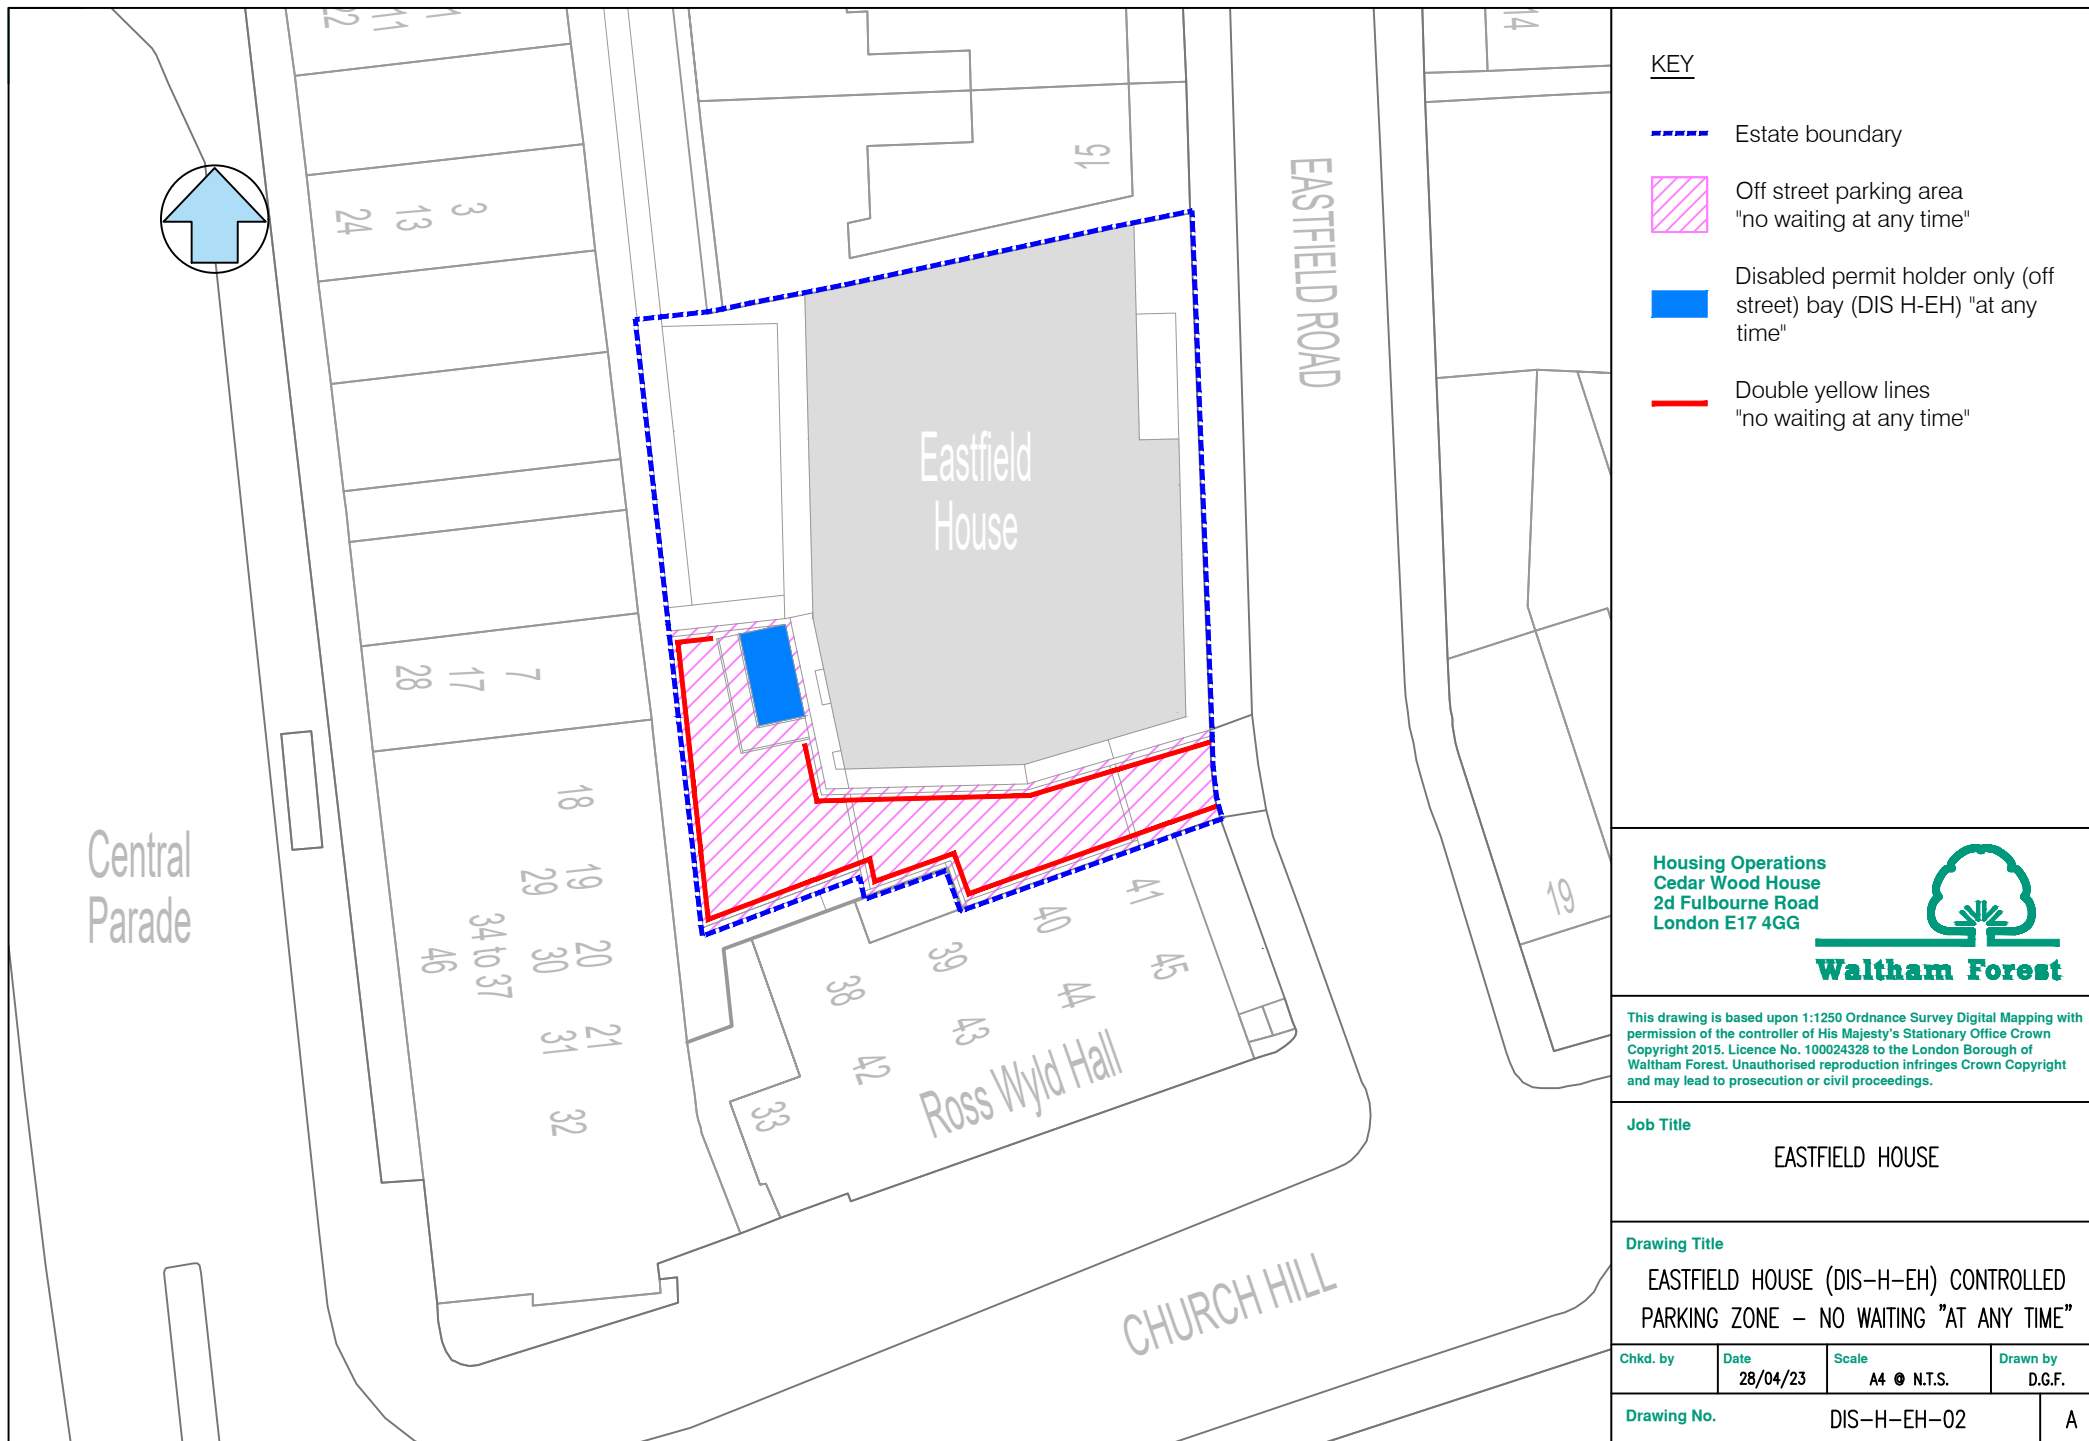 22
11
1
14
15
24
13
3
EASTFIELD ROAD
Eastfield
House
28
17
7
Central
Parade
18
29
19
34 to 37
46
30
20
31
21
32
19
41
40
39
38
45
44
43
42
33
Ross Wyld Hall
CHURCH HILL
KEY
Estate boundary
Off street parking area
"no waiting at any time"
Disabled permit holder only (off
street) bay (DIS H-EH) "at any
time"
Double yellow lines
"no waiting at any time"
Housing Operations
Cedar Wood House
2d Fulbourne Road
London E17 4GG
Waltham Forest
This drawing is based upon 1:1250 Ordnance Survey Digital Mapping with
permission of the controller of His Majesty's Stationary Office Crown
Copyright 2015. Licence No. 100024328 to the London Borough of
Waltham Forest. Unauthorised reproduction infringes Crown Copyright
and may lead to prosecution or civil proceedings.
Job Title
EASTFIELD HOUSE
Drawing Title
EASTFIELD HOUSE (DIS-H-EH) CONTROLLED
PARKING ZONE - NO WAITING "AT ANY TIME"
Chkd. by
Date
28/04/23
Scale
A4 @ N.T.S.
Drawn by
D.G.F.
Drawing No.
DIS-H-EH-02
A